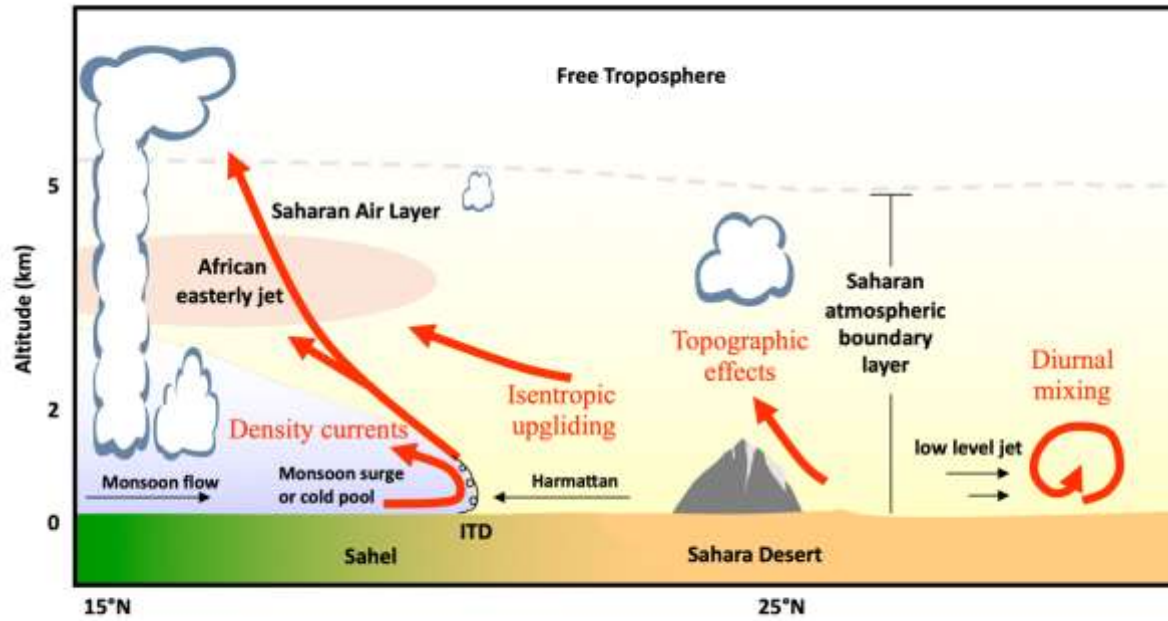 Free Troposphere
5
Saharan Air Layer
African
easterly jet
Saharan
atmospheric
boundary
layer
Altitude (km)
Topographic
effects
Diurnal
mixing
Isentropic
upgliding
2
Density currents
low level jet
Monsoon flow
Monsoon surge
or cold pool
Harmattan
0
ITD
Sahel
Sahara Desert
15°N
25°N